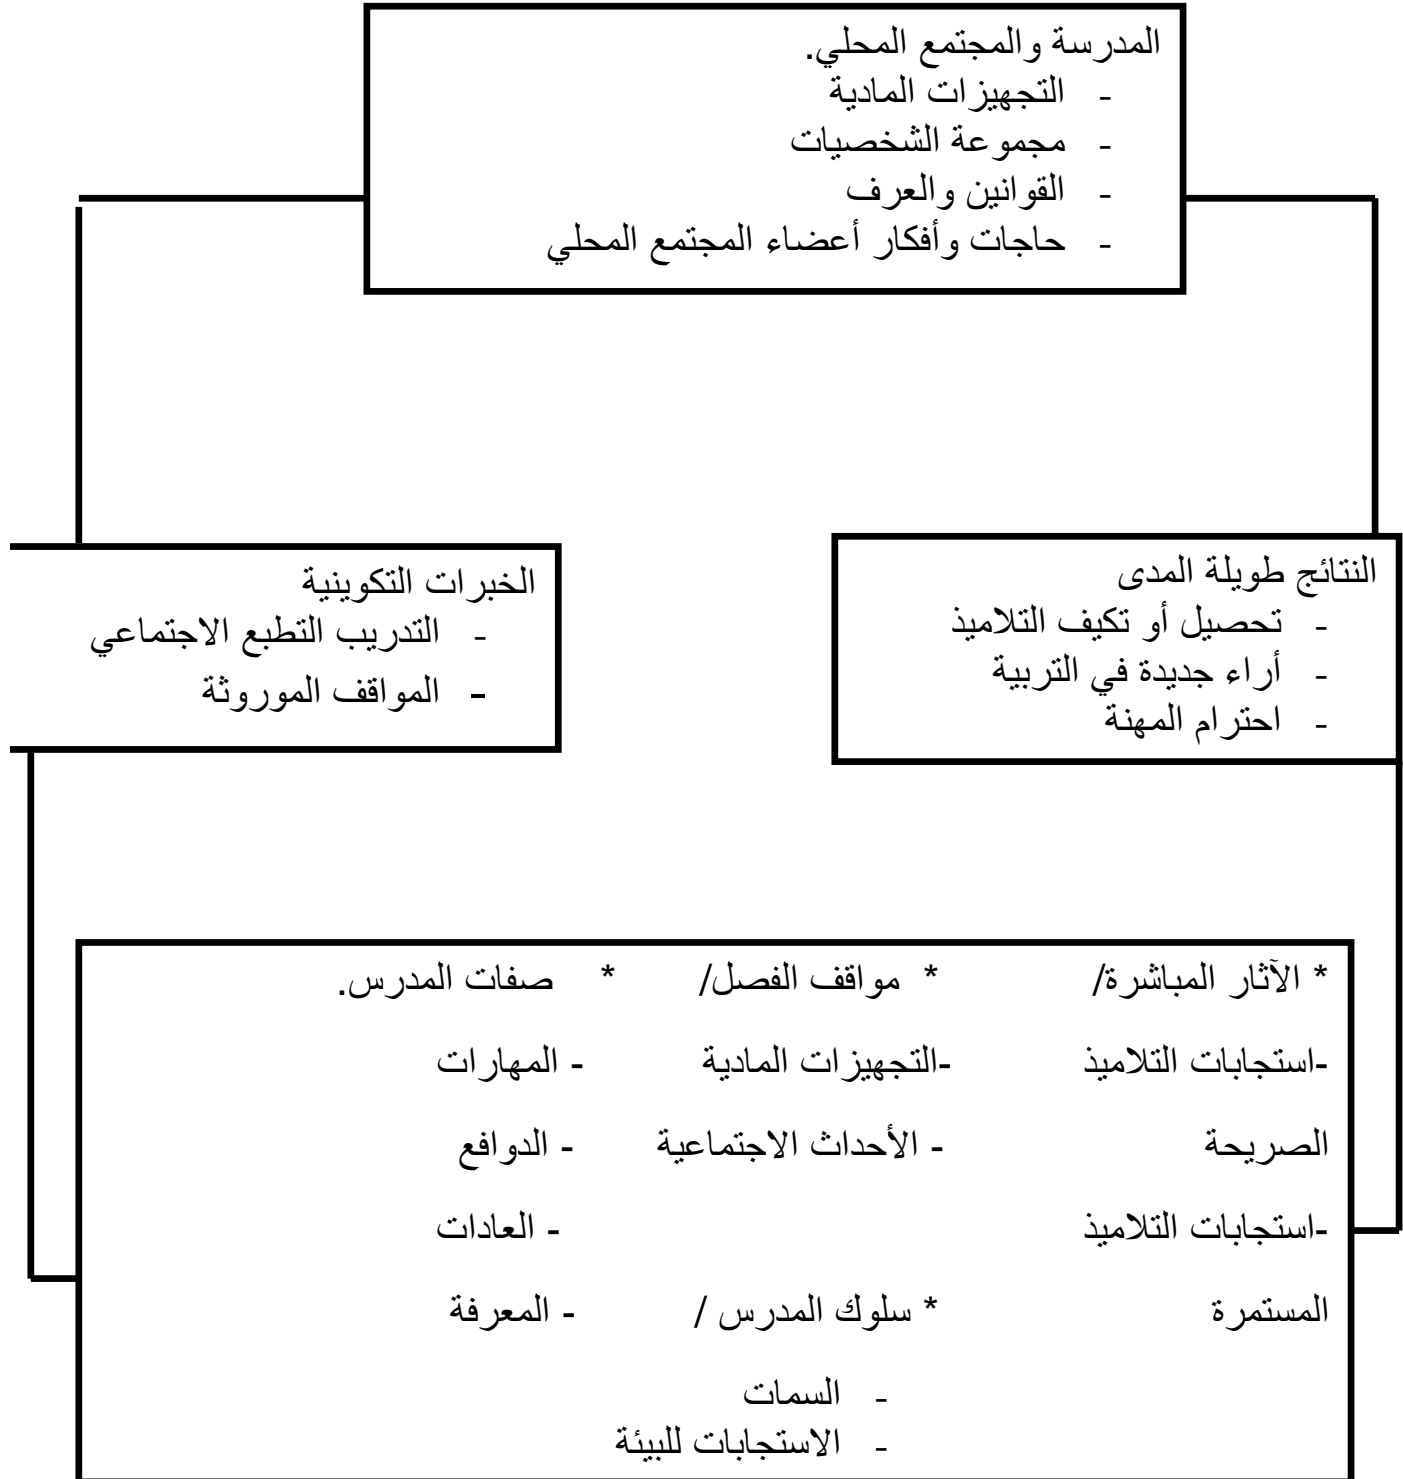 المدرسة والمجتمع المحلي.
- التجهيزات المادية
- مجموعة الشخصيات
- القوانين والعرف
- حاجات وأفكار أعضاء المجتمع المحلي
النتائج طويلة المدى
- تحصيل أو تكيف التلاميذ
- أراء جديدة في التربية
- احترام المهنة
الخبرات التكوينية
- التدريب التطبع الاجتماعي
- المواقف الموروثة
* الآثار المباشرة/ * مواقف الفصل/ * صفات المدرس.
-استجابات التلاميذ -التجهيزات المادية - المهارات
الصريحة - الأحداث الاجتماعية - الدوافع
-استجابات التلاميذ - العادات
المستمرة * سلوك المدرس / - المعرفة
- السمات
- الاستجابات للبيئة